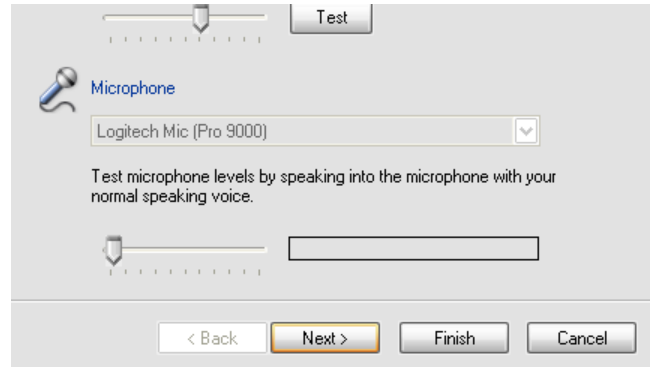 Test
Microphone
Logitech Mic (Pro 9000)
Test microphone levels by speaking into the microphone with your
normal speaking voice.
< Back
Next >
Finish
Cancel